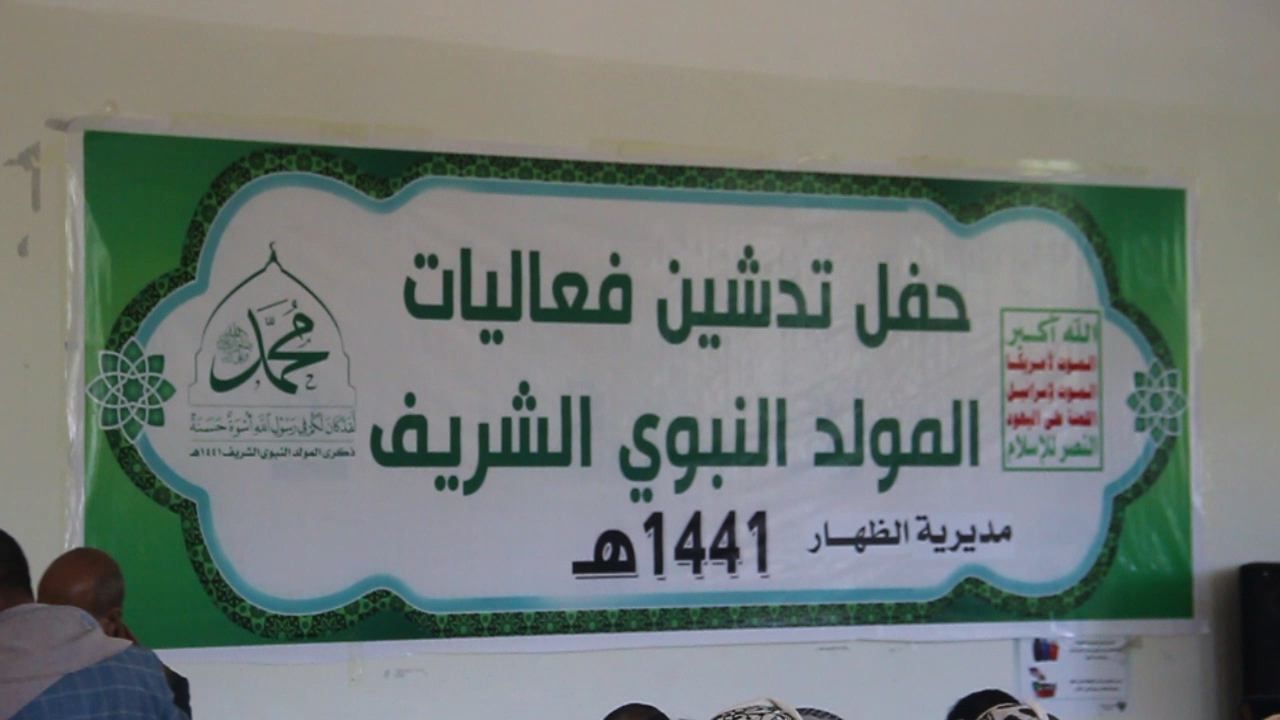 حفل تدشين فعاليات
المولد النبوي الشريف
مديرية الظهار
1441هـ
الله أكبر
الموت لأمريكا
الموت لإسرائيل
اللعنة على اليهود
النصر للإسلام
محمد
لقد كان لكم في رسول الله أسوة حسنة
ذكرى المولد النبوي الشريف ١٤٤١هـ